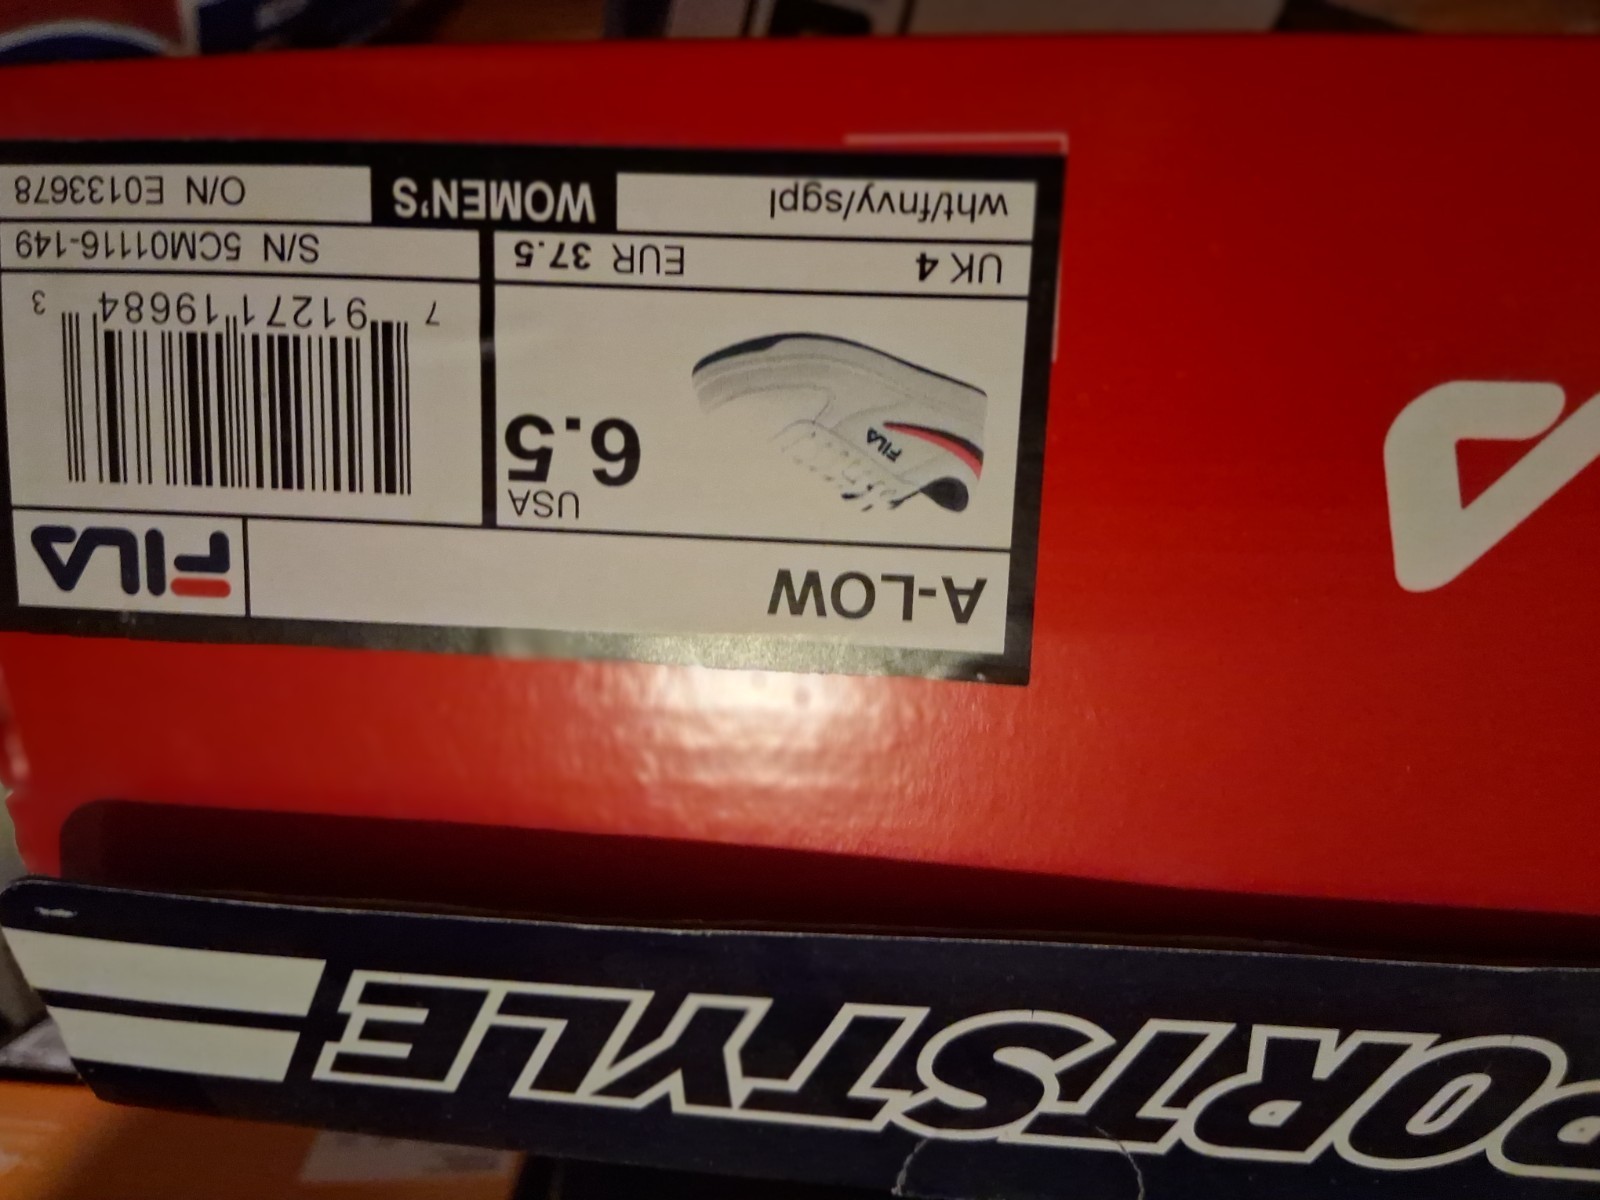 A-LOW
FILA
USA
6.5
FILA
7 91271 19684 3
UK 4 EUR 37.5
S/N 5CM01116-149
wht/fnvy/sgpl
WOMEN'S
O/N E0133678
PORTSTYLE